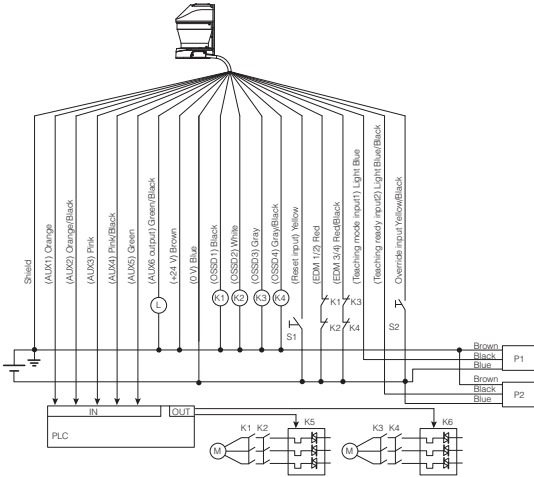 Shield
(AUX1) Orange
(AUX2) Orange/Black
(AUX3) Pink
(AUX4) Pink/Black
(AUX5) Green
(AUX6 output) Green/Black
(+24 V) Brown
(0 V) Blue
(OSSD1) Black
(OSSD2) White
(OSSD3) Gray
(OSSD4) Gray/Black
(Reset input) Yellow
(EDM 1/2) Red
(EDM 3/4) Red/Black
(Teaching mode input1) Light Blue
(Teaching ready input2) Light Blue/Black
Override input Yellow/Black
L
K1
K2
K3
K4
K1
K3
S1
K2
K4
S2
Brown
Black
Blue
P1
Brown
Black
Blue
P2
IN
OUT
PLC
K1 K2
K5
M
K3 K4
K6
M